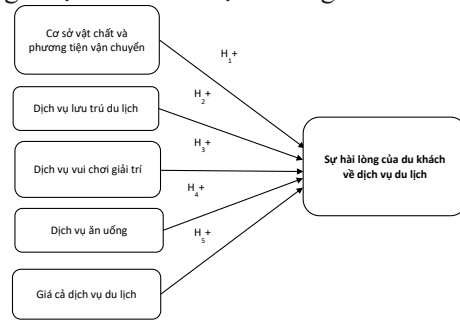 Cơ sở vật chất và
phương tiện vận chuyển
H1+
Dịch vụ lưu trú du lịch
H2+
H3+
Dịch vụ vui chơi giải trí
Sự hài lòng của du khách
về dịch vụ du lịch
H4+
Dịch vụ ăn uống
H5+
Giá cả dịch vụ du lịch